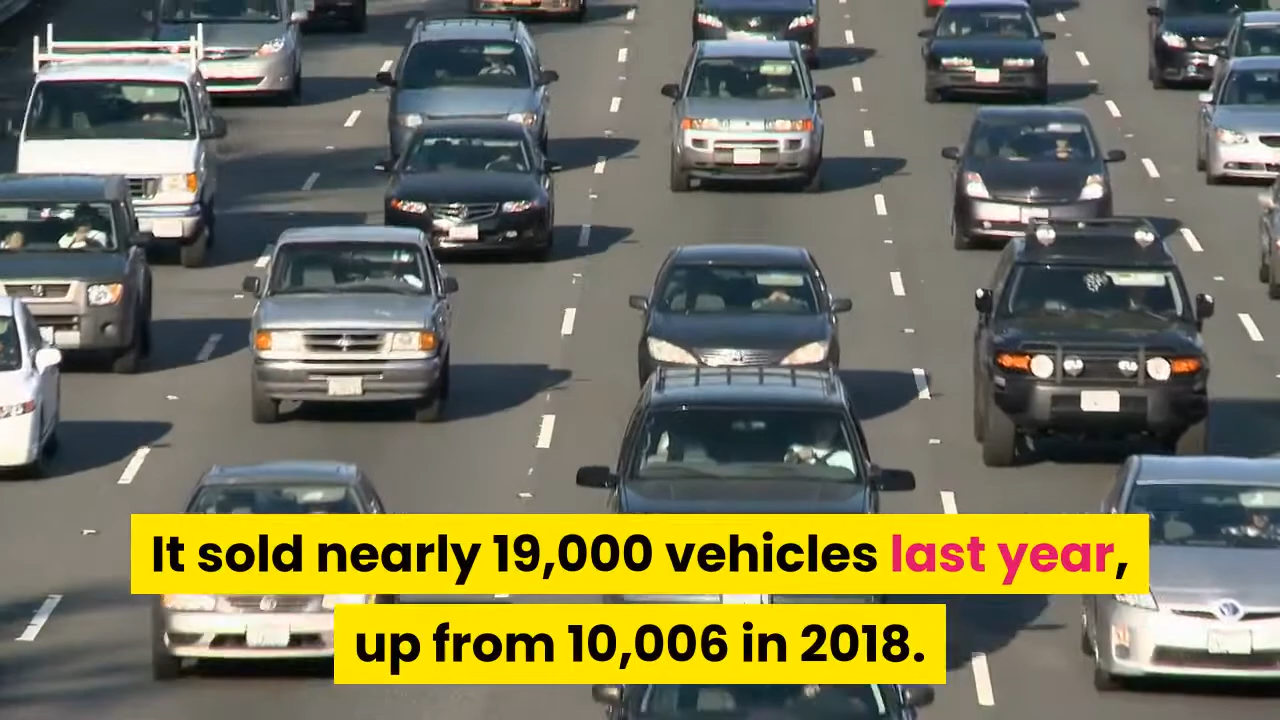 It sold nearly 19,000 vehicles last year,
up from 10,006 in 2018.